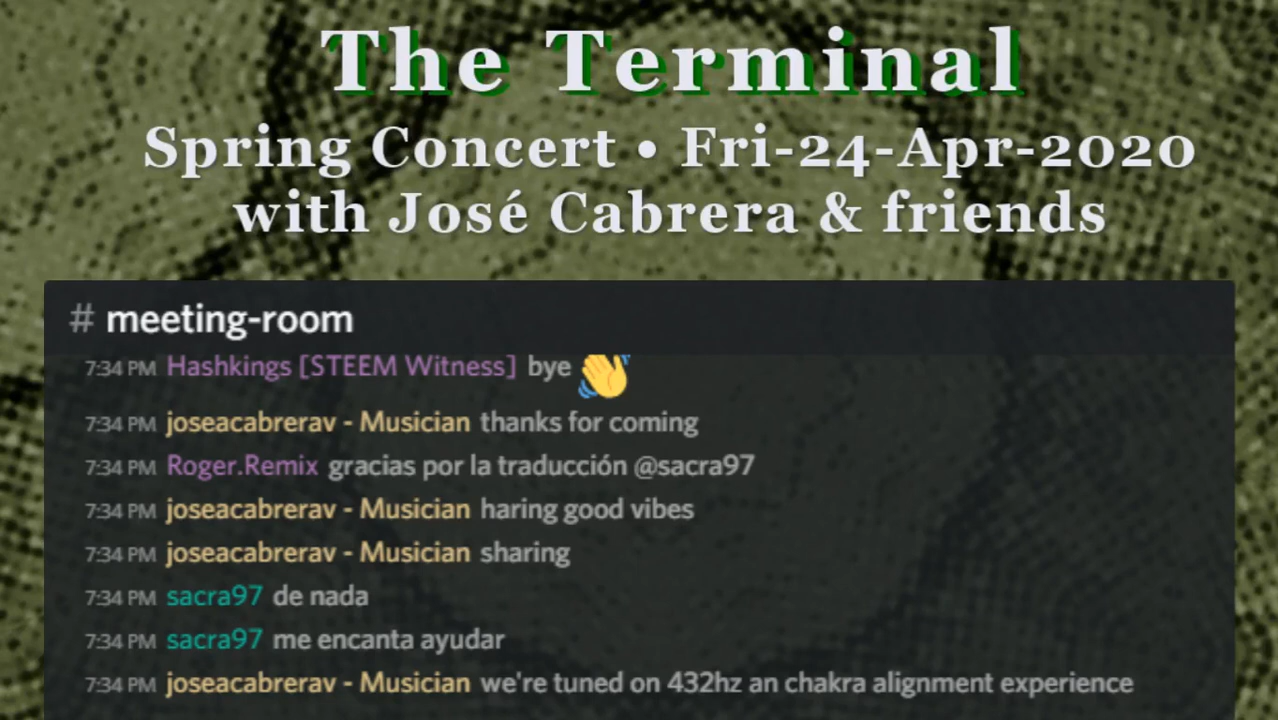 The Terminal
Spring Concert • Fri-24-Apr-2020
with José Cabrera & friends
# meeting-room
7:34 PM Hashkings [STEEM Witness] bye 👋
7:34 PM joseacabrerav - Musician thanks for coming
7:34 PM Roger.Remix gracias por la traducción @sacra97
7:34 PM joseacabrerav - Musician haring good vibes
7:34 PM joseacabrerav - Musician sharing
7:34 PM sacra97 de nada
7:34 PM sacra97 me encanta ayudar
7:34 PM joseacabrerav - Musician we're tuned on 432hz an chakra alignment experience